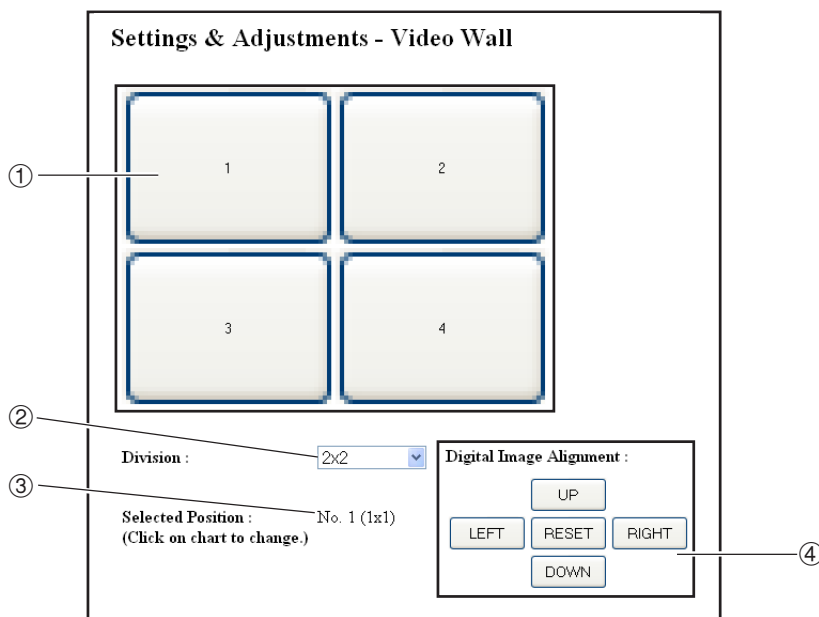 Settings & Adjustments - Video Wall
① 1 2
3 4
②
Division : 2x2
③
Selected Position : No. 1 (1x1)
(Click on chart to change.)
Digital Image Alignment :
UP
LEFT RESET RIGHT
④
DOWN